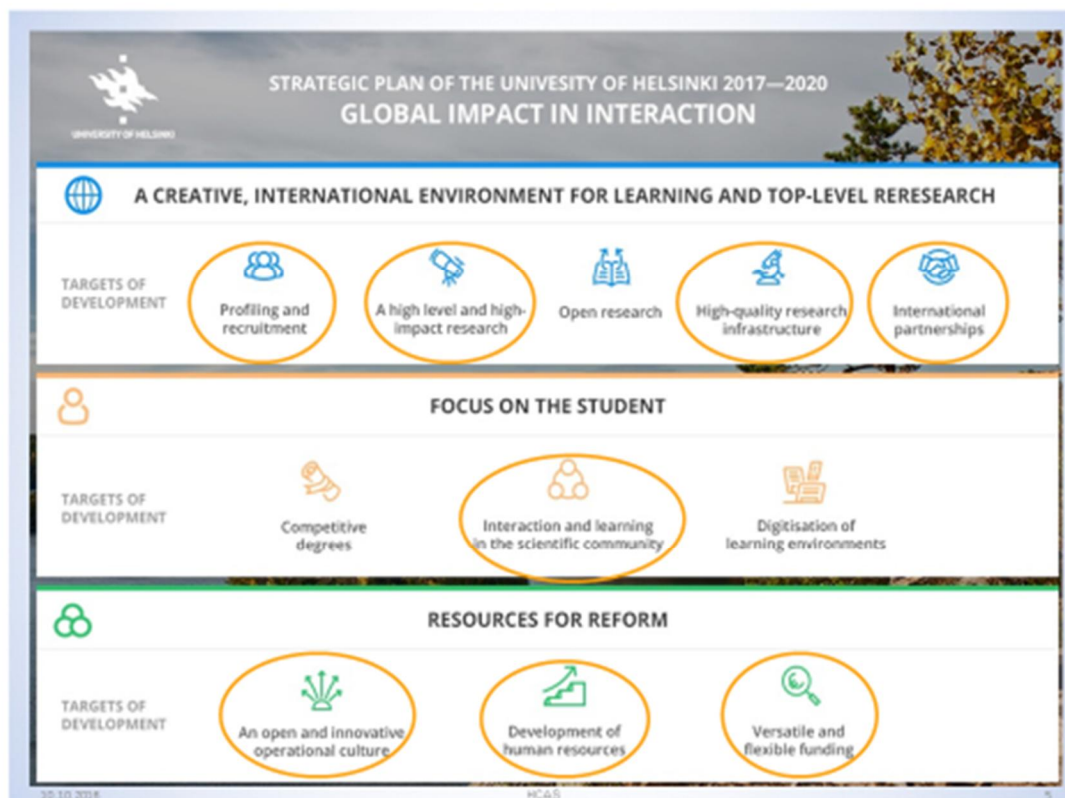 STRATEGIC PLAN OF THE UNIVESITY OF HELSINKI 2017—2020
GLOBAL IMPACT IN INTERACTION
UNIVERSITY OF HELSINKI
A CREATIVE, INTERNATIONAL ENVIRONMENT FOR LEARNING AND TOP-LEVEL RERESEARCH
TARGETS OF
DEVELOPMENT
Profiling and
recruitment
A high level and high-
impact research
Open research
High-quality research
infrastructure
International
partnerships
FOCUS ON THE STUDENT
TARGETS OF
DEVELOPMENT
Competitive
degrees
Interaction and learning
in the scientific community
Digitisation of
learning environments
RESOURCES FOR REFORM
TARGETS OF
DEVELOPMENT
An open and innovative
operational culture
Development of
human resources
Versatile and
flexible funding
HCAS
5